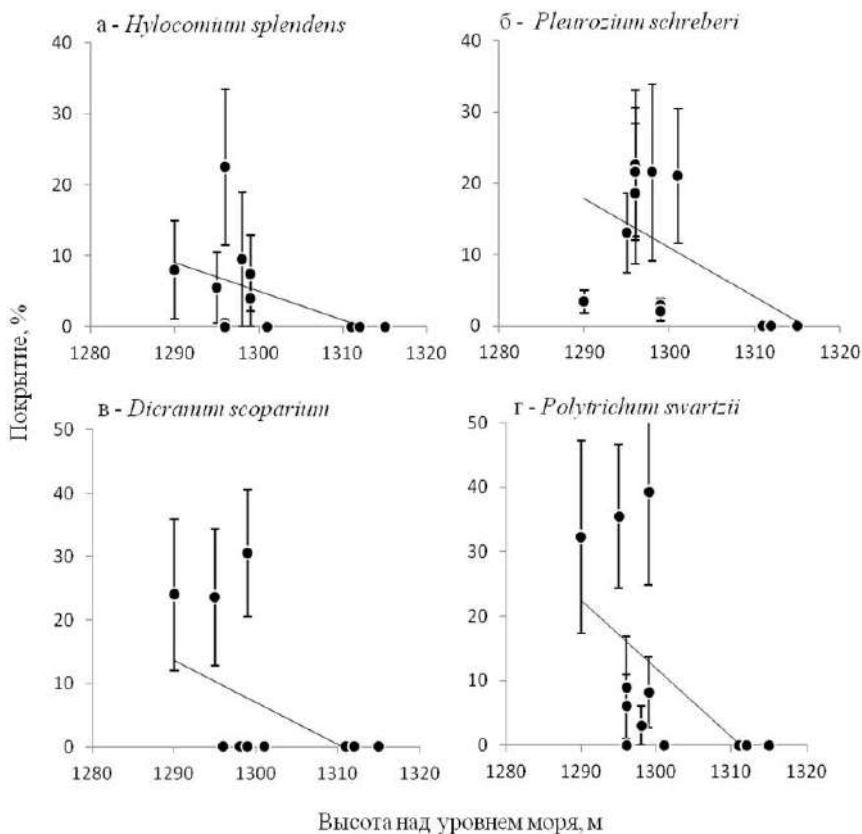 а - Hylocomium splendens
б - Pleurozium schreberi
40
30
20
10
0
1280 1290 1300 1310 1320
40
30
20
10
0
1280 1290 1300 1310 1320
Покрытие, %
в - Dicranum scoparium
г - Polytrichum swartzii
50
40
30
20
10
0
1280 1290 1300 1310 1320
50
40
30
20
10
0
1280 1290 1300 1310 1320
Высота над уровнем моря, м